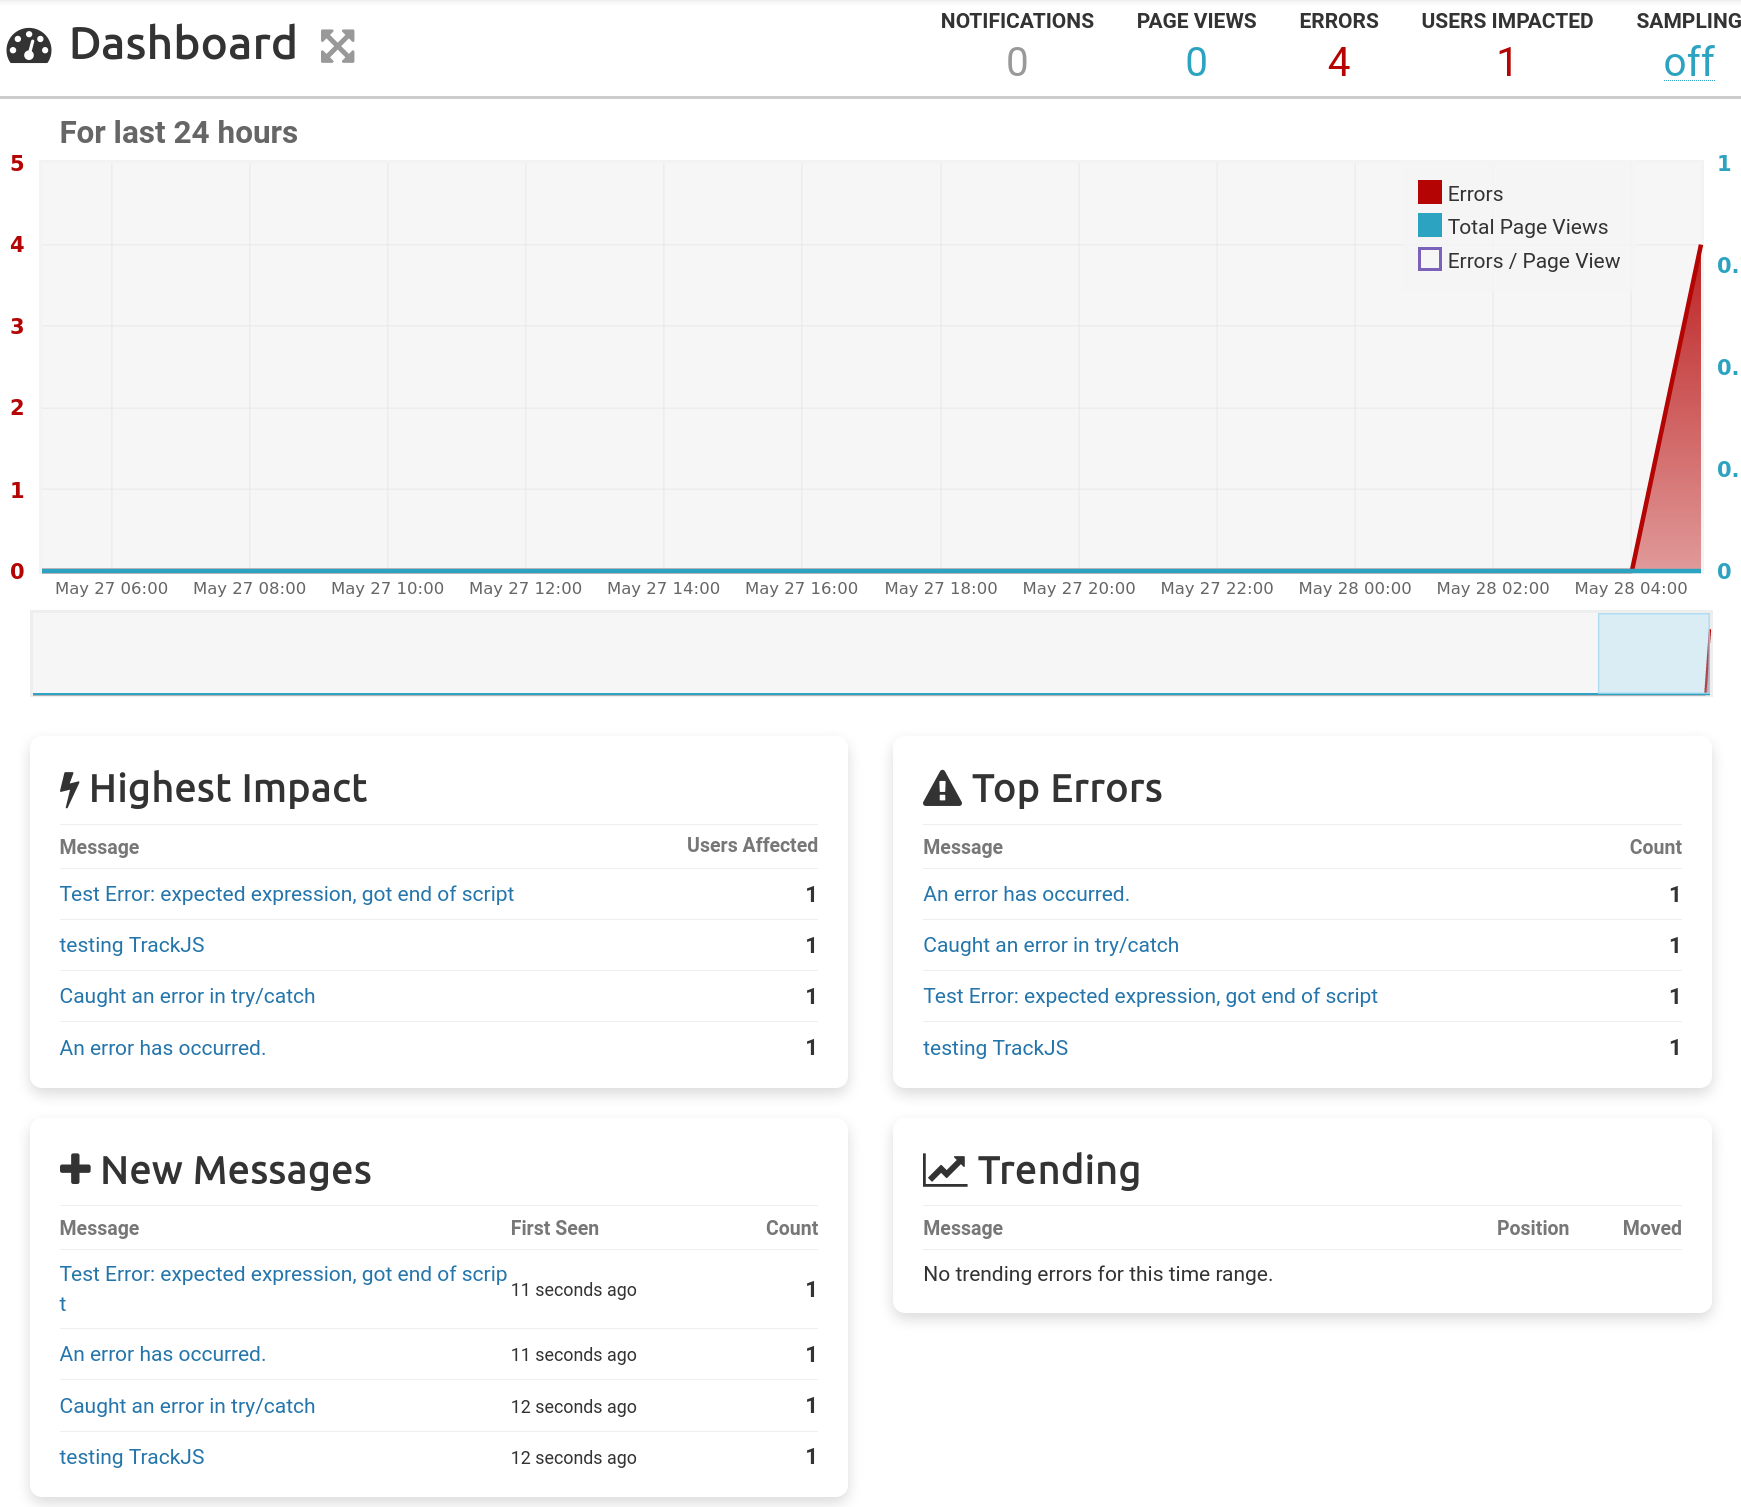 Dashboard
NOTIFICATIONS PAGE VIEWS ERRORS USERS IMPACTED SAMPLING
0 0 4 1 off
For last 24 hours
5 1
Errors
Total Page Views
4 0.
Errors / Page View
3
0.
2
0.
1
0 0
May 27 06:00 May 27 08:00 May 27 10:00 May 27 12:00 May 27 14:00 May 27 16:00 May 27 18:00 May 27 20:00 May 27 22:00 May 28 00:00 May 28 02:00 May 28 04:00
Highest Impact
Message Users Affected
Test Error: expected expression, got end of script 1
testing TrackJS 1
Caught an error in try/catch 1
An error has occurred. 1
Top Errors
Message Count
An error has occurred. 1
Caught an error in try/catch 1
Test Error: expected expression, got end of script 1
testing TrackJS 1
New Messages
Message First Seen Count
Test Error: expected expression, got end of scrip
t 11 seconds ago 1
An error has occurred. 11 seconds ago 1
Caught an error in try/catch 12 seconds ago 1
testing TrackJS 12 seconds ago 1
Trending
Message Position Moved
No trending errors for this time range.